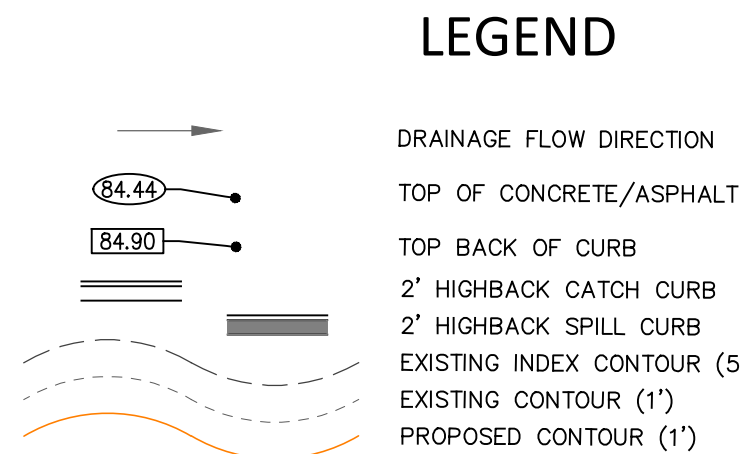 LEGEND
DRAINAGE FLOW DIRECTION
84.44 TOP OF CONCRETE/ASPHALT
84.90 TOP BACK OF CURB
2' HIGHBACK CATCH CURB
2' HIGHBACK SPILL CURB
EXISTING INDEX CONTOUR (5
EXISTING CONTOUR (1')
PROPOSED CONTOUR (1')